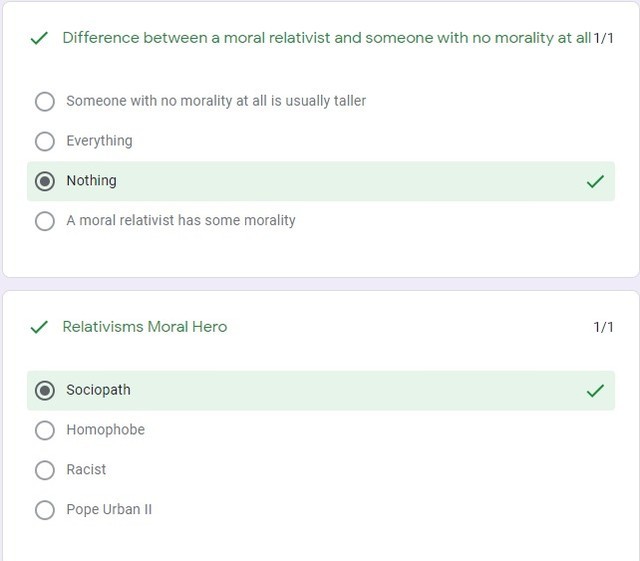 Difference between a moral relativist and someone with no morality at all 1/1
Someone with no morality at all is usually taller
Everything
Nothing
A moral relativist has some morality
Relativisms Moral Hero 1/1
Sociopath
Homophobe
Racist
Pope Urban II